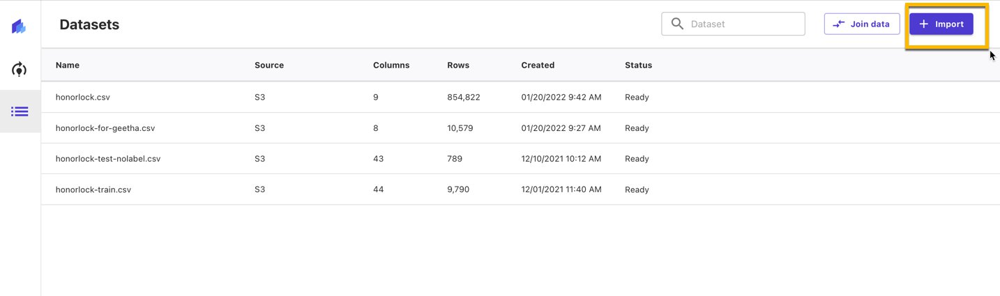 Datasets
Dataset
Join data
+ Import
Name Source Columns Rows Created Status
honorlock.csv S3 9 854,822 01/20/2022 9:42 AM Ready
honorlock-for-geetha.csv S3 8 10,579 01/20/2022 9:27 AM Ready
honorlock-test-nolabel.csv S3 43 789 12/10/2021 10:12 AM Ready
honorlock-train.csv S3 44 9,790 12/01/2021 11:40 AM Ready